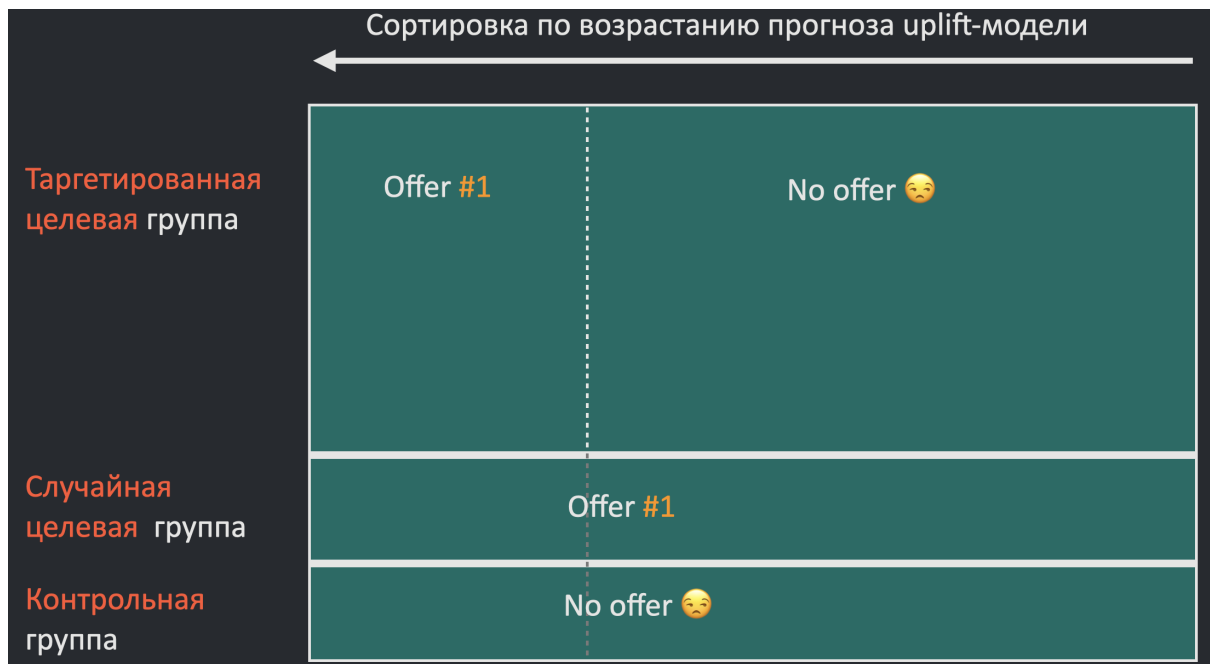 Сортировка по возрастанию прогноза uplift-модели
Таргетированная
целевая группа
Offer #1
No offer 😒
Случайная
целевая группа
Offer #1
Контрольная
группа
No offer 😒